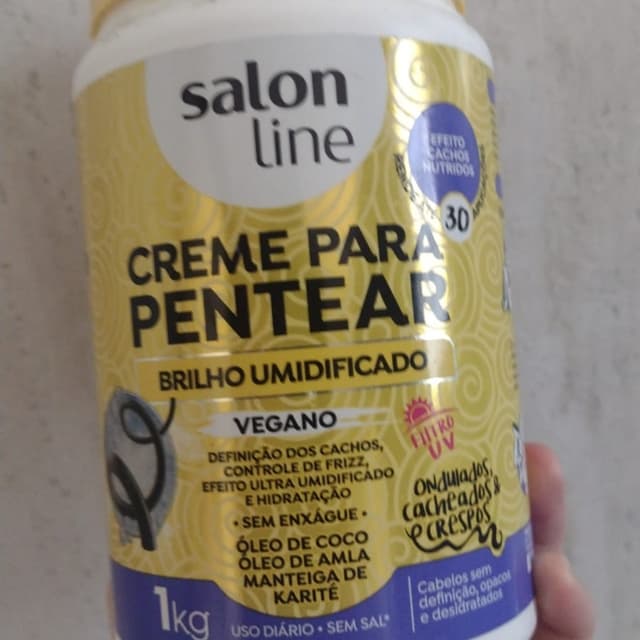 salon
line
EFEITO
CACHOS
NUTRIDOS
30
CREME PARA
PENTEAR
BRILHO UMIDIFICADO
VEGANO
FILTRO
UV
DEFINIÇÃO DOS CACHOS,
CONTROLE DE FRIZZ,
EFEITO ULTRA UMIDIFICADO
E HIDRATAÇÃO
• SEM ENXÁGUE •
ÓLEO DE COCO
ÓLEO DE AMLA
MANTEIGA DE
KARITÉ
ONdulados,
cacheados &
e CRESPOS
1kg
USO DIÁRIO • SEM SAL*
Cabelos sem
definição, opacos
e desidratados